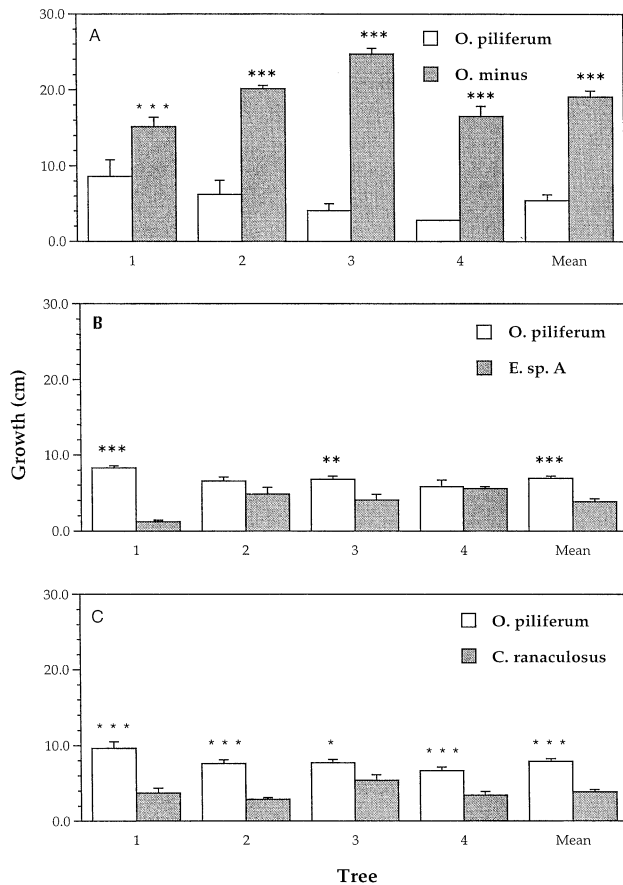 A
O. piliferum
O. minus
30.0
20.0
10.0
0.0
* * *
***
***
***
***
1 2 3 4 Mean
B
O. piliferum
E. sp. A
30.0
20.0
10.0
0.0
***
**
***
1 2 3 4 Mean
Growth (cm)
C
O. piliferum
C. ranaculosus
30.0
20.0
10.0
0.0
* * *
* * *
*
* * *
* * *
1 2 3 4 Mean
Tree